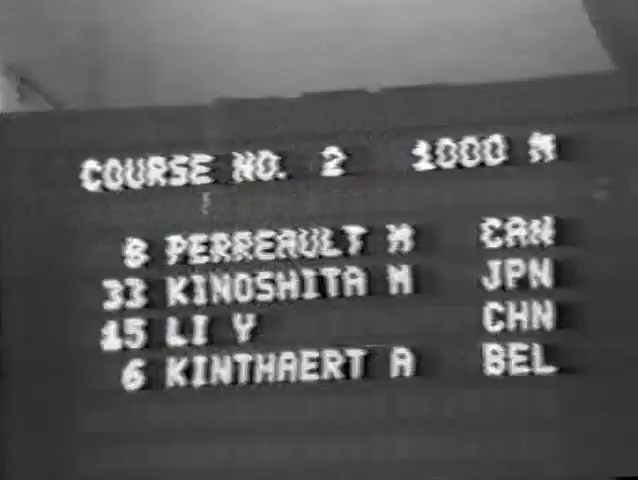 COURSE NO. 2 1000 M
8 PERREAULT M CAN
33 KINOSHITA M JPN
15 LI Y CHN
6 KINTHAERT A BEL